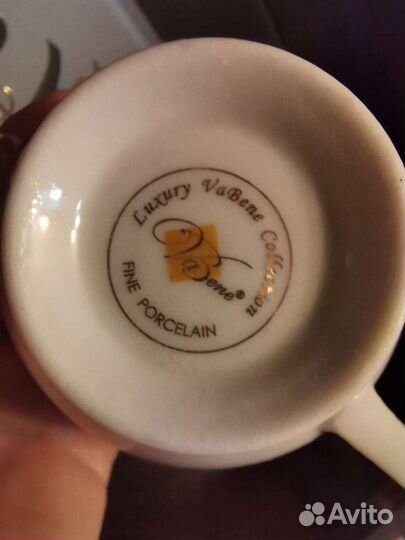 Luxury VaBene Collection
VaBene®
FINE PORCELAIN
Avito